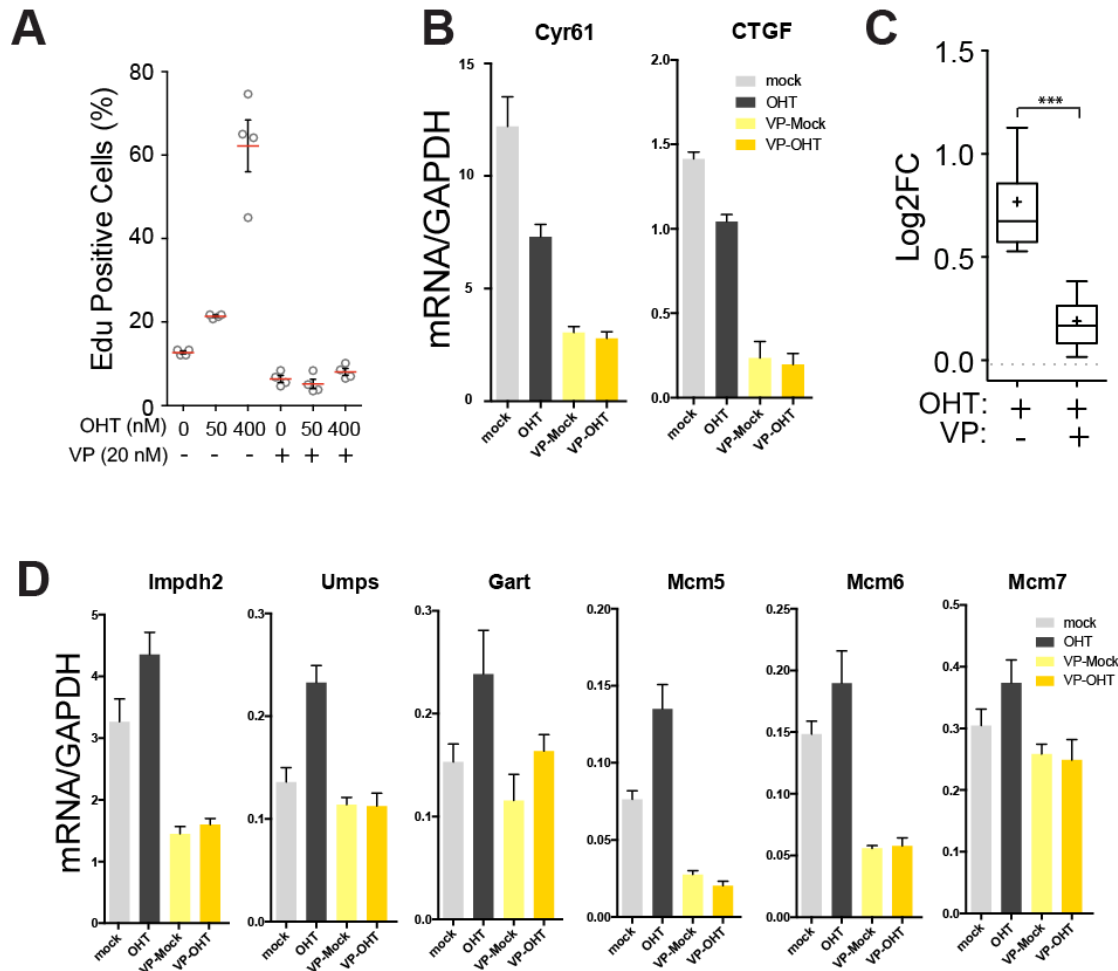 A
Edu Positive Cells (%)
80
60
40
20
0
OHT (nM) 0 50 400 0 50 400
VP (20 nM) - - - + + +
B
mRNA/GAPDH
Cyr61
15
10
5
0
mock OHT VP-Mock VP-OHT
CTGF
2.0
1.5
1.0
0.5
0.0
mock
OHT
VP-Mock
VP-OHT
mock OHT VP-Mock VP-OHT
C
Log2FC
1.5
1.0
0.5
0.0
***
OHT: + +
VP: - +
D
mRNA/GAPDH
Impdh2
5
4
3
2
1
0
mock OHT VP-Mock VP-OHT
Umps
0.3
0.2
0.1
0.0
mock OHT VP-Mock VP-OHT
Gart
0.3
0.2
0.1
0.0
mock OHT VP-Mock VP-OHT
Mcm5
0.20
0.15
0.10
0.05
0.00
mock OHT VP-Mock VP-OHT
Mcm6
0.25
0.20
0.15
0.10
0.05
0.00
mock OHT VP-Mock VP-OHT
Mcm7
0.5
0.4
0.3
0.2
0.1
0.0
mock
OHT
VP-Mock
VP-OHT
mock OHT VP-Mock VP-OHT